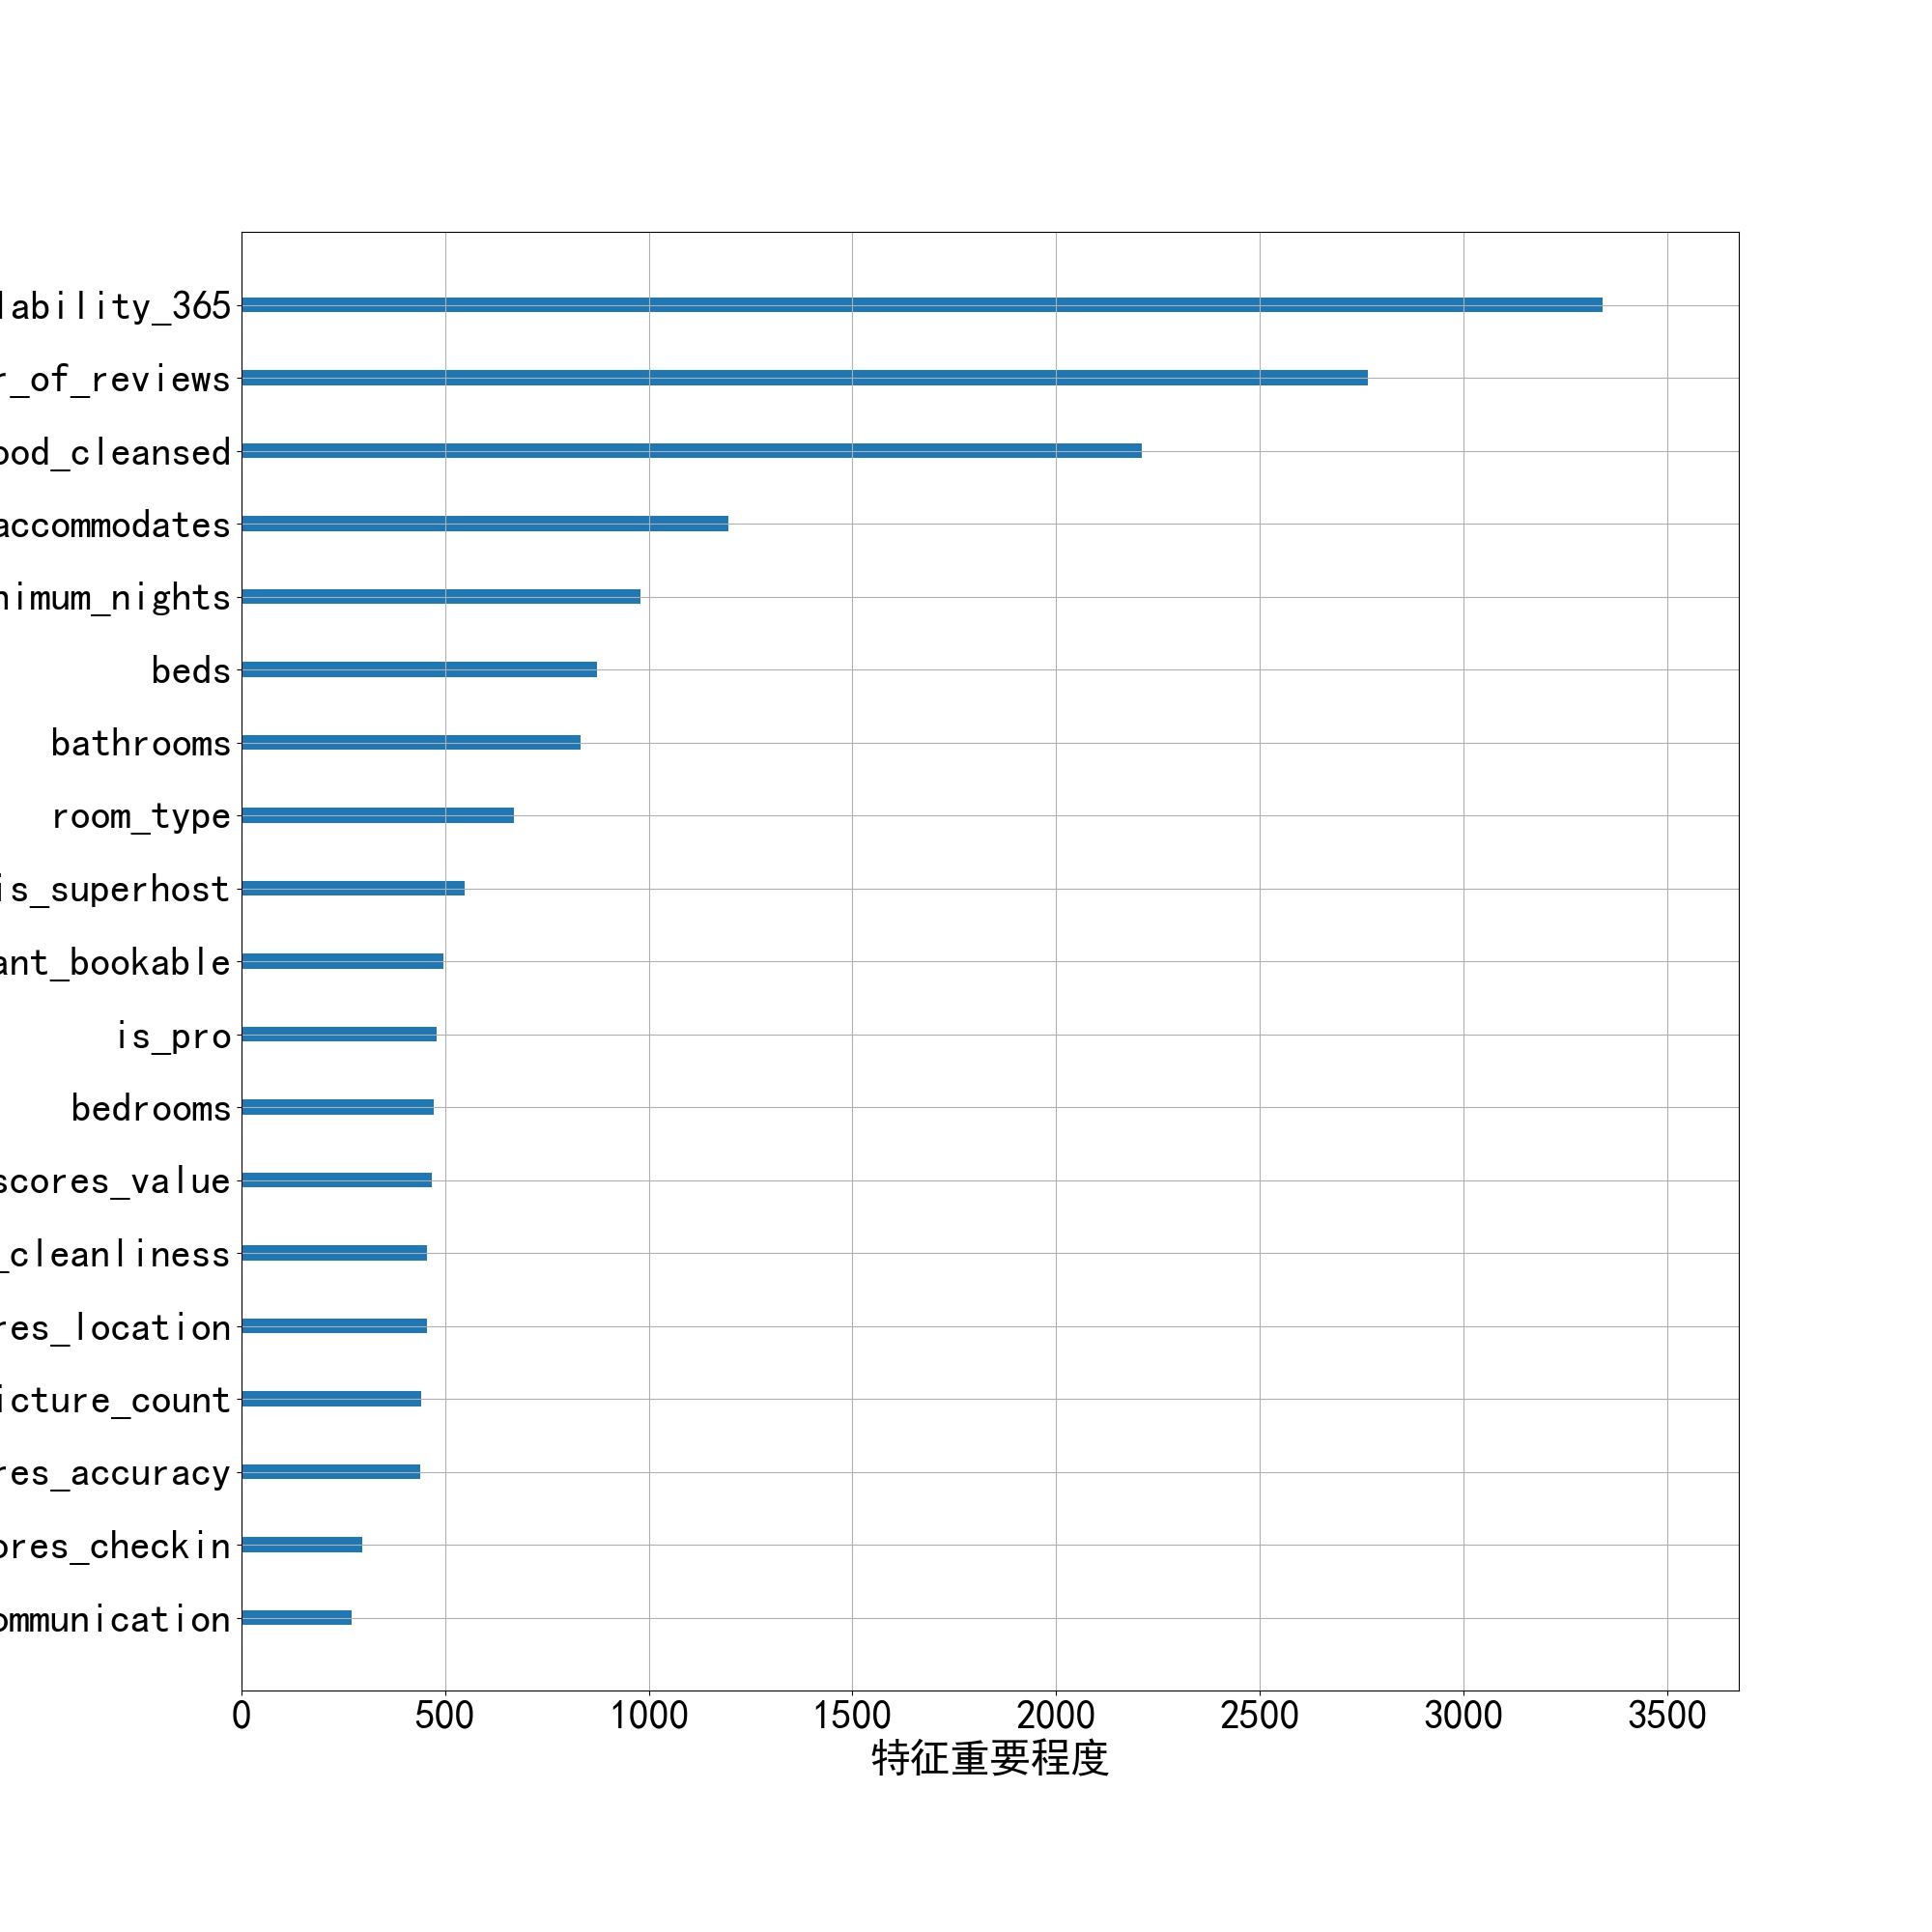 lability_365
r_of_reviews
ood_cleansed
accommodates
nimum_nights
beds
bathrooms
room_type
is_superhost
ant_bookable
is_pro
bedrooms
scores_value
_cleanliness
res_location
icture_count
res_accuracy
ores_checkin
ommunication
0 500 1000 1500 2000 2500 3000 3500
特征重要程度